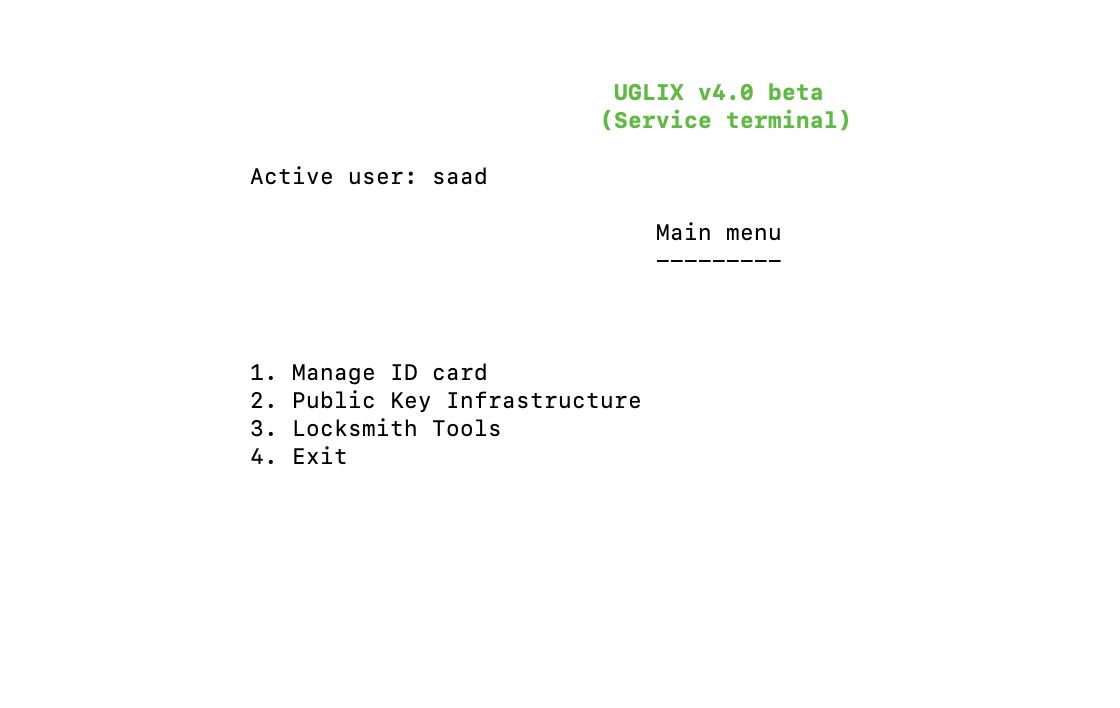 UGLIX v4.0 beta
(Service terminal)
Active user: saad
Main menu
---------
1. Manage ID card
2. Public Key Infrastructure
3. Locksmith Tools
4. Exit